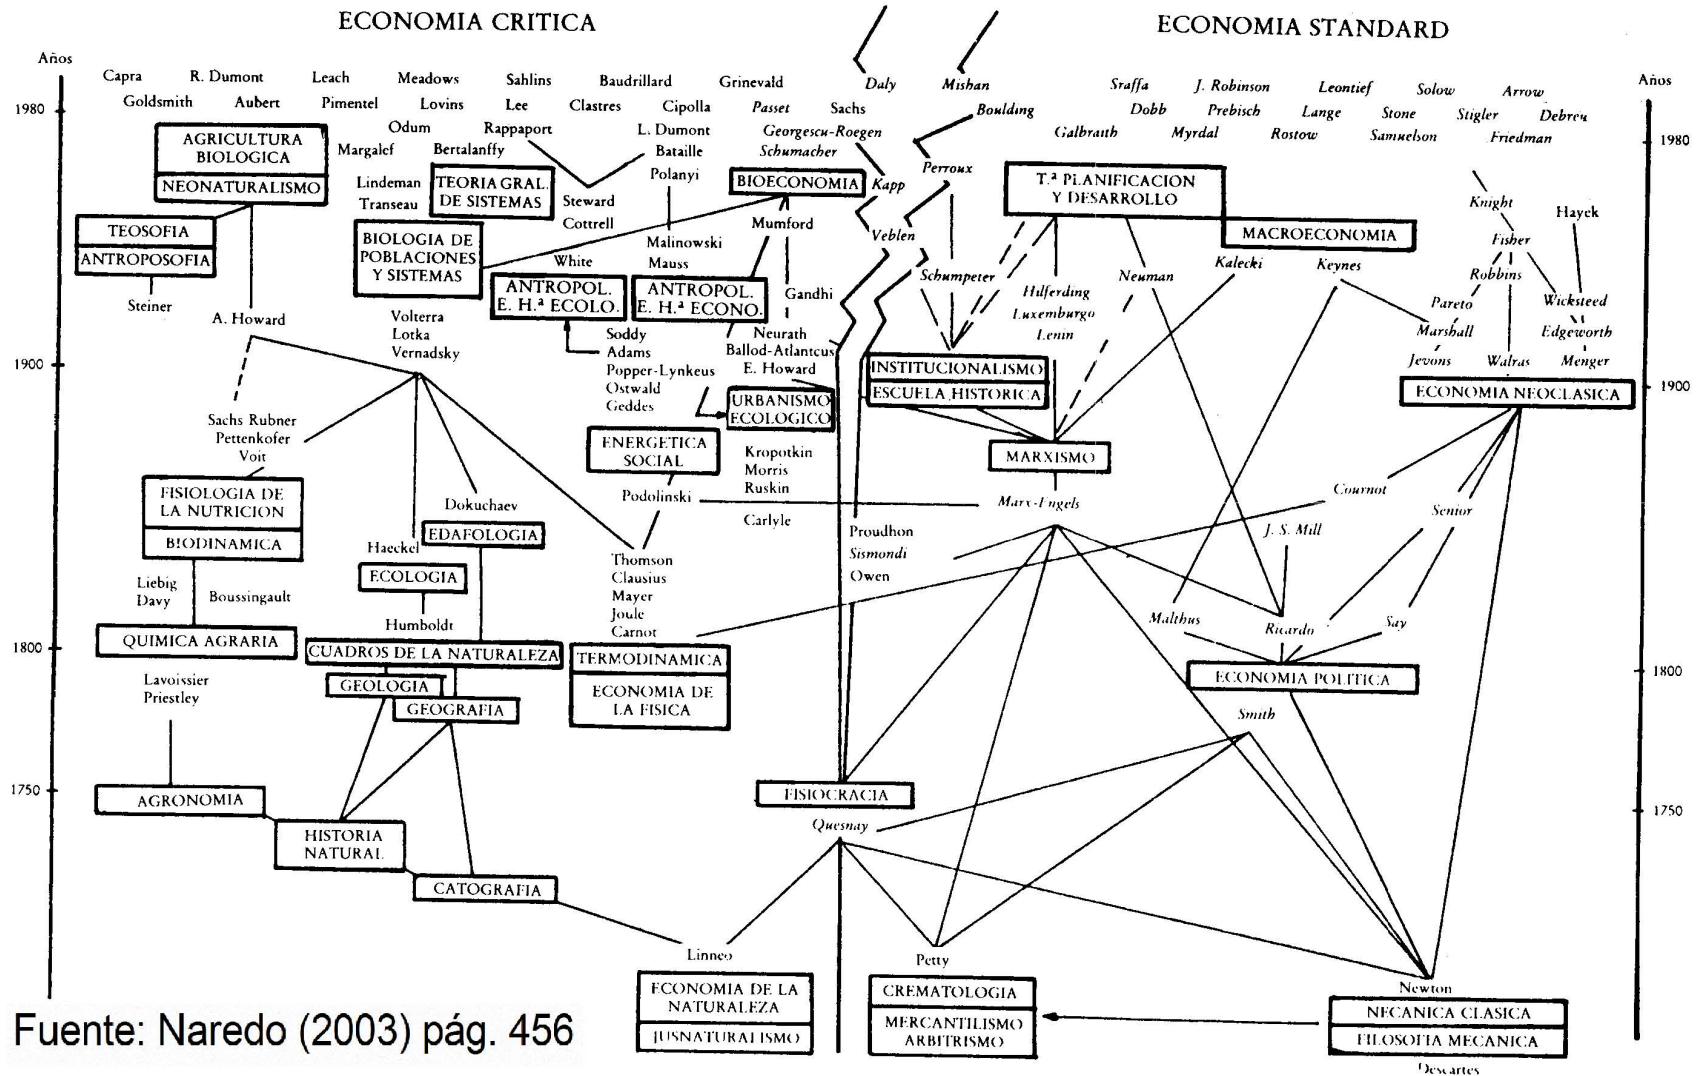 ECONOMIA CRITICA
ECONOMIA STANDARD
Años
Años
Capra
R. Dumont
Leach
Meadows
Sahlins
Baudrillard
Grinevald
Daly
Mishan
Sraffa
J. Robinson
Leontief
Solow
Arrow
1980
Goldsmith
Aubert
Pimentel
Lovins
Lee
Clastres
Cipolla
Passet
Sachs
Boulding
Dobb
Prebisch
Lange
Stone
Stigler
Debreu
1980
Odum
Rappaport
L. Dumont
Georgescu-Roegen
Galbraith
Myrdal
Rostow
Samuelson
Friedman
AGRICULTURA
BIOLOGICA
NEONATURALISMO
Margalef
Bertalanffy
Bataille
Schumacher
Polanyi
Perroux
BIOECONOMIA
Kapp
Tª PLANIFICACION
Y DESARROLLO
Lindeman
Transeau
TEORIA GRAL.
DE SISTEMAS
Steward
Cottrell
Mumford
Knight
Hayek
TEOSOFIA
ANTROPOSOFIA
BIOLOGIA DE
POBLACIONES
Y SISTEMAS
Malinowski
Mauss
Veblen
MACROECONOMIA
Fisher
Robbins
White
Schumpeter
Neuman
Kalecki
Keynes
Steiner
ANTROPOL.
E. H.ª ECOLO.
ANTROPOL.
E. H.ª ECONO.
Gandhi
Hilferding
Luxemburgo
Lenin
Pareto
Marshall
Wicksteed
Edgeworth
A. Howard
Volterra
Lotka
Vernadsky
Soddy
Adams
Popper-Lynkeus
Ostwald
Geddes
Neurath
Ballod-Atlantcus
E. Howard
Jevons
Walras
Menger
1900
INSTITUCIONALISMO
ESCUELA HISTORICA
ECONOMIA NEOCLASICA
1900
URBANISMO
ECOLOGICO
Sachs Rubner
Pettenkofer
Voit
ENERGETICA
SOCIAL
Kropotkin
Morris
Ruskin
MARXISMO
FISIOLOGIA DE
LA NUTRICION
BIODINAMICA
Podolinski
Marx-Engels
Cournot
Senior
Dokuchaev
Carlyle
EDAFOLOGIA
Proudhon
Sismondi
Owen
J. S. Mill
Haeckel
ECOLOGIA
Thomson
Clausius
Mayer
Joule
Carnot
Liebig
Davy
Boussingault
Humboldt
Malthus
Ricardo
Say
1800
QUIMICA AGRARIA
CUADROS DE LA NATURALEZA
TERMODINAMICA
ECONOMIA DE
LA FISICA
ECONOMIA POLITICA
1800
Lavoissier
Priestley
GEOLOGIA
GEOGRAFIA
Smith
1750
AGRONOMIA
FISIOCRACIA
1750
Quesnay
HISTORIA
NATURAL
CATOGRAFIA
Linneo
Petty
Newton
ECONOMIA DE LA
NATURALEZA
JUSNATURALISMO
CREMATOLOGIA
MERCANTILISMO
ARBITRISMO
NECANICA CLASICA
FILOSOFIA MECANICA
Descartes
Fuente: Naredo (2003) pág. 456